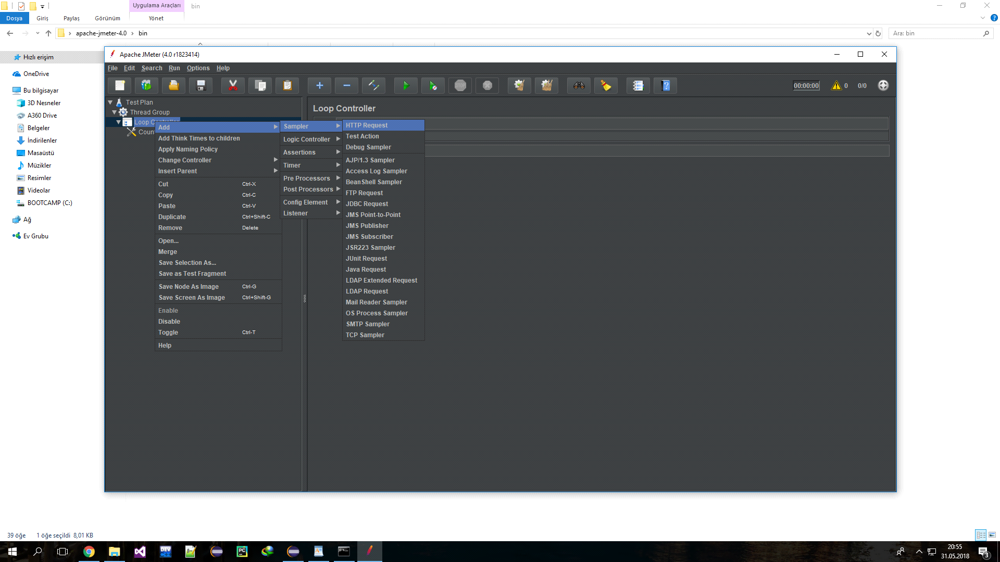 Uygulama Araçları
bin
Dosya
Giriş
Paylaş
Görünüm
Yönet
apache-jmeter-4.0
bin
Ara: bin
Hızlı erişim
OneDrive
Bu bilgisayar
3D Nesneler
A360 Drive
Belgeler
İndirilenler
Masaüstü
Müzikler
Resimler
Videolar
BOOTCAMP (C:)
Ağ
Ev Grubu
Apache JMeter (4.0 r1823414)
File Edit Search Run Options Help
STOP
00:00:00
0
0/0
Test Plan
Thread Group
Loop Controller
Coun
Loop Controller
Add
Add Think Times to children
Apply Naming Policy
Change Controller
Insert Parent
Cut Ctrl-X
Copy Ctrl-C
Paste Ctrl-V
Duplicate Ctrl+Shift-C
Remove Delete
Open...
Merge
Save Selection As...
Save as Test Fragment
Save Node As Image Ctrl-G
Save Screen As Image Ctrl+Shift-G
Enable
Disable
Toggle Ctrl-T
Help
Sampler
Logic Controller
Assertions
Timer
Pre Processors
Post Processors
Config Element
Listener
HTTP Request
Test Action
Debug Sampler
AJP/1.3 Sampler
Access Log Sampler
BeanShell Sampler
FTP Request
JDBC Request
JMS Point-to-Point
JMS Publisher
JMS Subscriber
JSR223 Sampler
JUnit Request
Java Request
LDAP Extended Request
LDAP Request
Mail Reader Sampler
OS Process Sampler
SMTP Sampler
TCP Sampler
39 öğe
1 öğe seçildi 8,01 KB
DEV
PC
20:55
31.05.2018
3